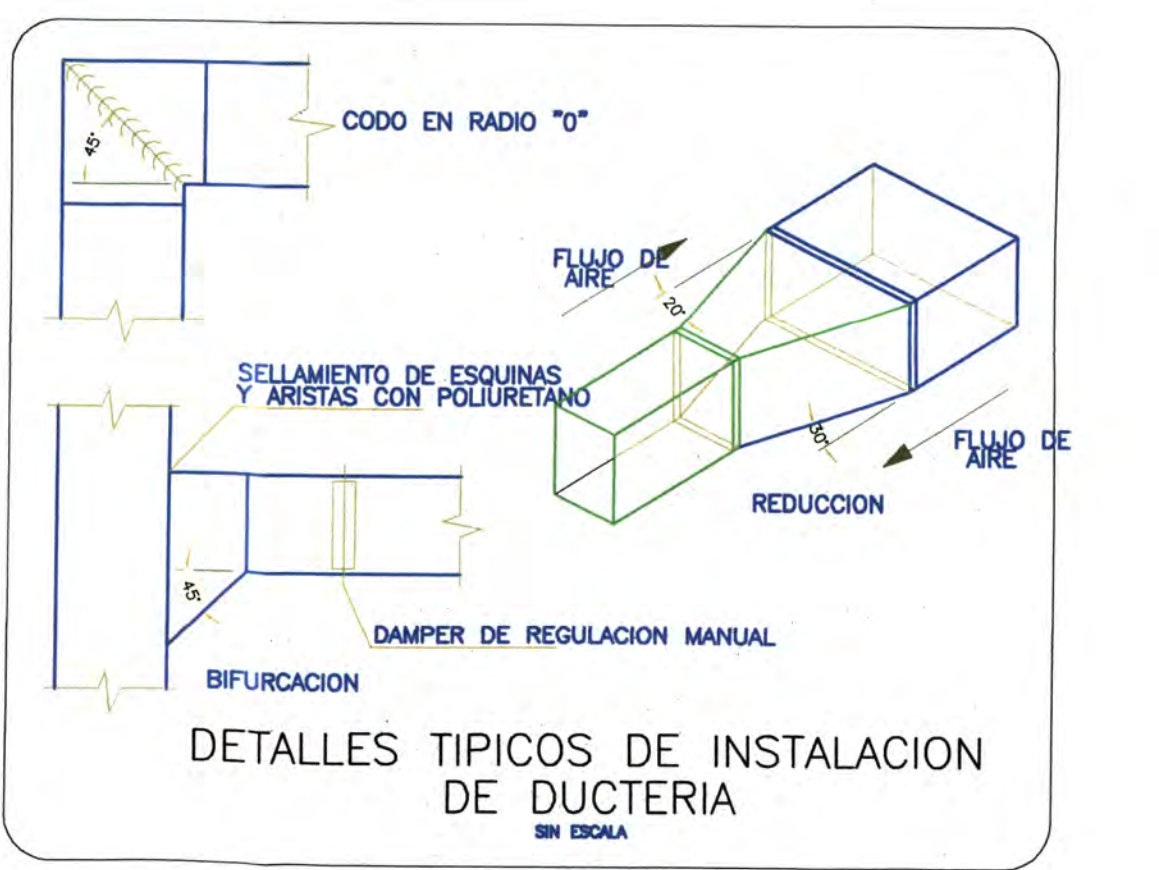 CODO EN RADIO "0"
45°
FLUJO DE
AIRE
20°
SELLAMIENTO DE ESQUINAS
Y ARISTAS CON POLIURETANO
30°
FLUJO DE
AIRE
REDUCCION
45°
DAMPER DE REGULACION MANUAL
BIFURCACION
DETALLES TIPICOS DE INSTALACION
DE DUCTERIA
SIN ESCALA